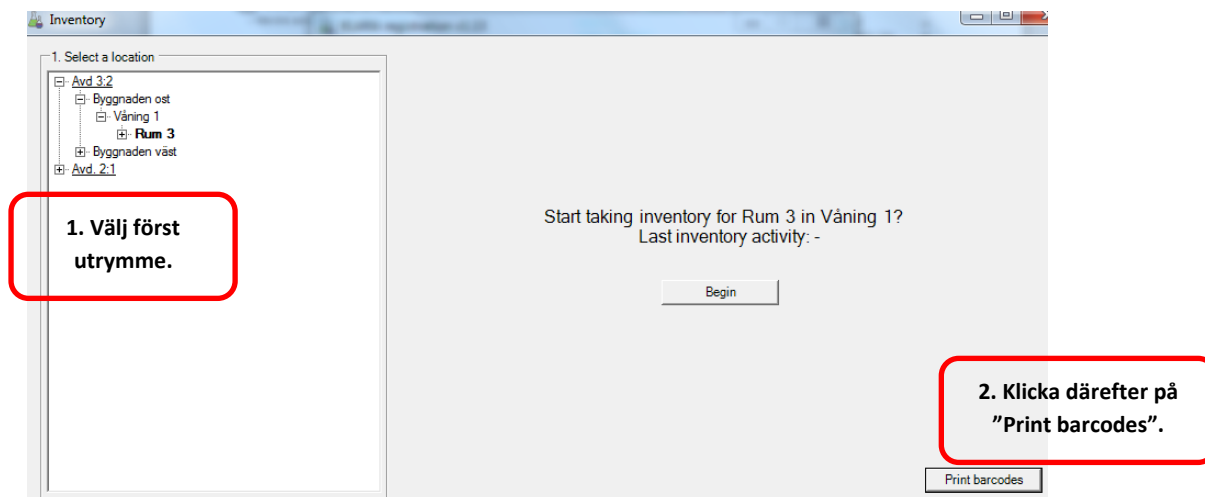 Inventory
1. Select a location
Avd 3:2
Byggnaden ost
Våning 1
Rum 3
Byggnaden väst
Avd. 2:1
1. Välj först
utrymme.
Start taking inventory for Rum 3 in Våning 1?
Last inventory activity: -
Begin
2. Klicka därefter på
”Print barcodes”.
Print barcodes